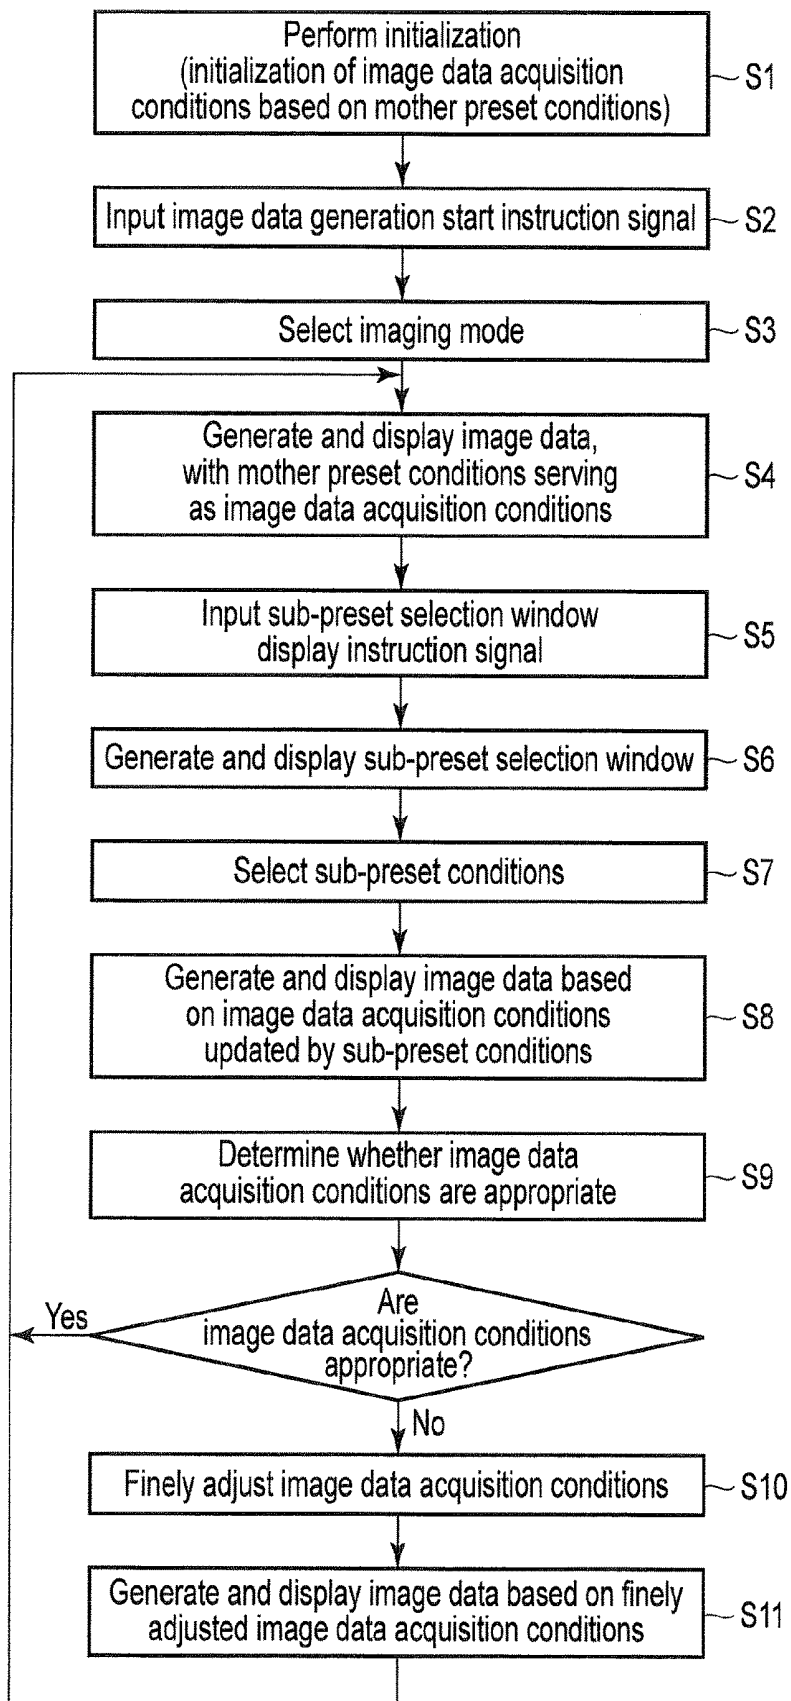 Perform initialization
(initialization of image data acquisition
conditions based on mother preset conditions)
S1
Input image data generation start instruction signal
S2
Select imaging mode
S3
Generate and display image data,
with mother preset conditions serving
as image data acquisition conditions
S4
Input sub-preset selection window
display instruction signal
S5
Generate and display sub-preset selection window
S6
Select sub-preset conditions
S7
Generate and display image data based
on image data acquisition conditions
updated by sub-preset conditions
S8
Determine whether image data
acquisition conditions are appropriate
S9
Are
image data acquisition conditions
appropriate?
Yes
No
Finely adjust image data acquisition conditions
S10
Generate and display image data based on finely
adjusted image data acquisition conditions
S11